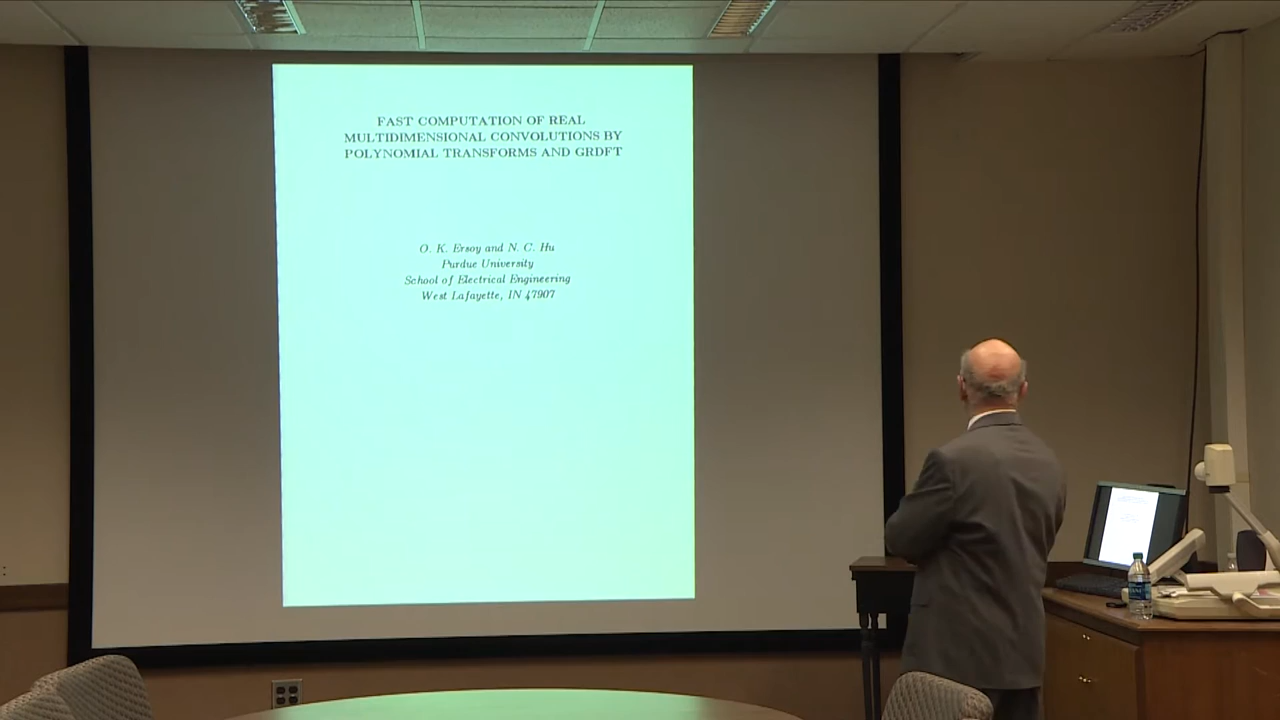 FAST COMPUTATION OF REAL
MULTIDIMENSIONAL CONVOLUTIONS BY
POLYNOMIAL TRANSFORMS AND GRDFT
O. K. Ersoy and N. C. Hu
Purdue University
School of Electrical Engineering
West Lafayette, IN 47907